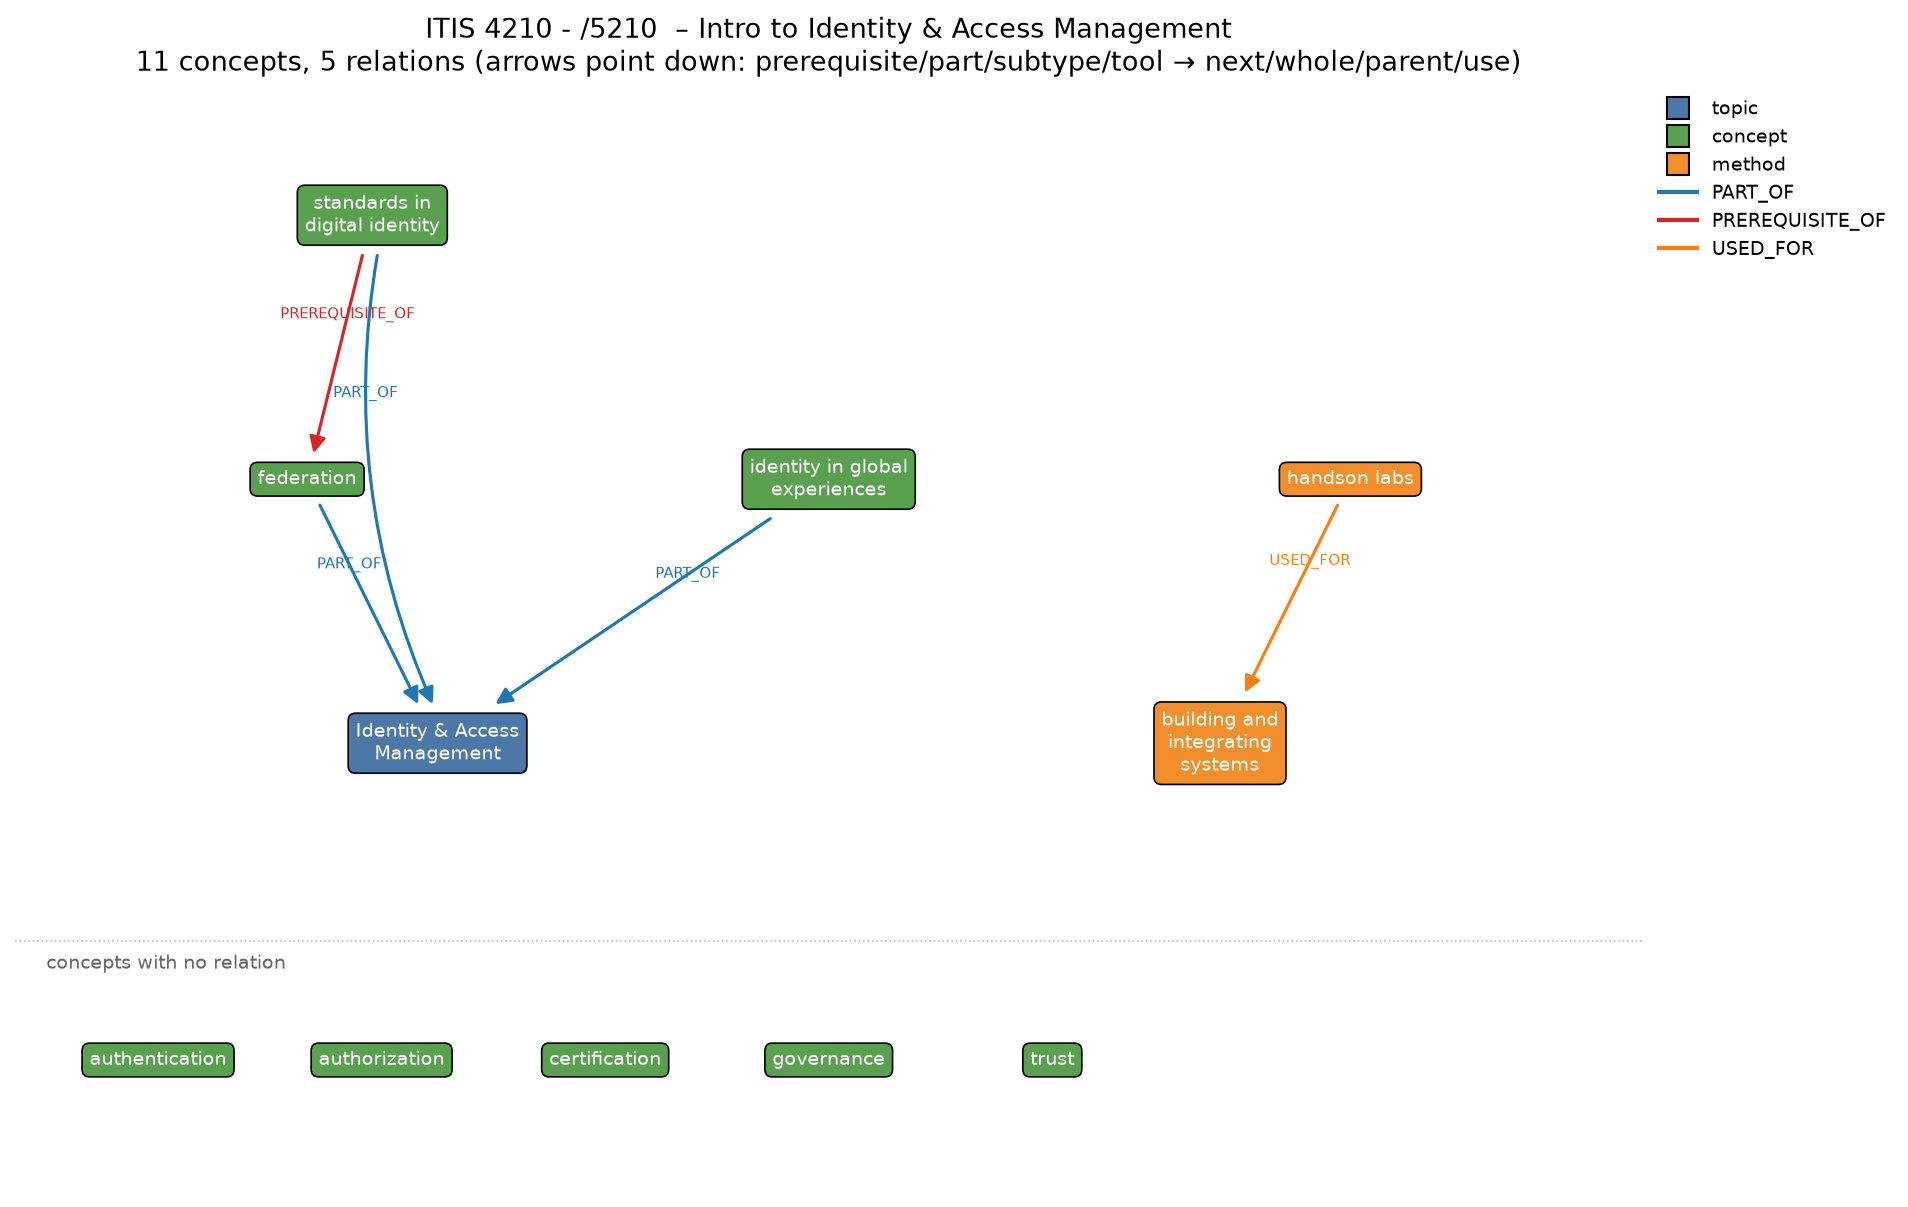 ITIS 4210 - /5210  – Intro to Identity & Access Management
11 concepts, 5 relations (arrows point down: prerequisite/part/subtype/tool → next/whole/parent/use)
topic
concept
method
PART_OF
PREREQUISITE_OF
USED_FOR
standards in
digital identity
PREREQUISITE_OF
PART_OF
federation
identity in global
experiences
handson labs
PART_OF
PART_OF
USED_FOR
Identity & Access
Management
building and
integrating
systems
concepts with no relation
authentication
authorization
certification
governance
trust